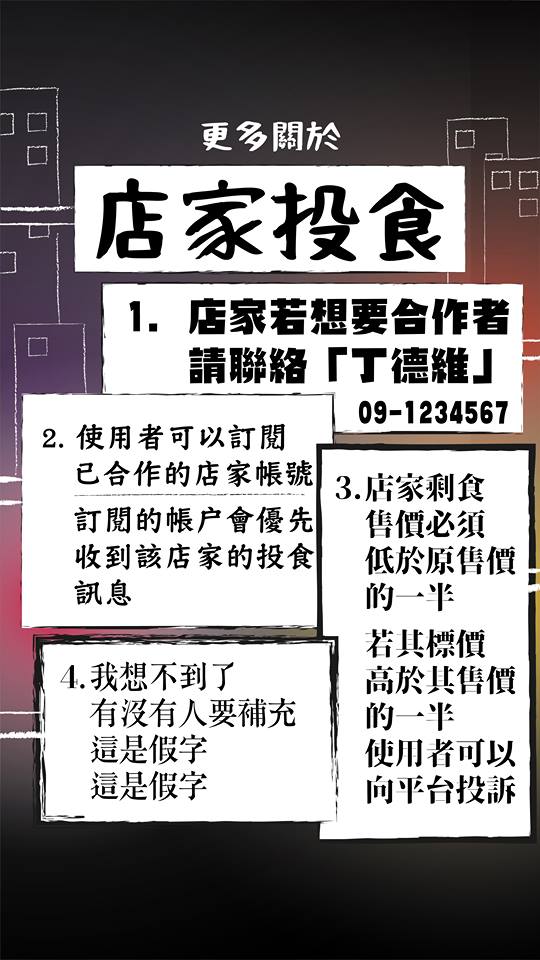 更多關於
店家投食
1. 店家若想要合作者
請聯絡「丁德維」
09-1234567
2. 使用者可以訂閱
已合作的店家帳號
訂閱的帳戶會優先
收到該店家的投食
訊息
3.店家剩食
售價必須
低於原售價
的一半
若其標價
高於其售價
的一半
使用者可以
向平台投訴
4.我想不到了
有沒有人要補充
這是假字
這是假字